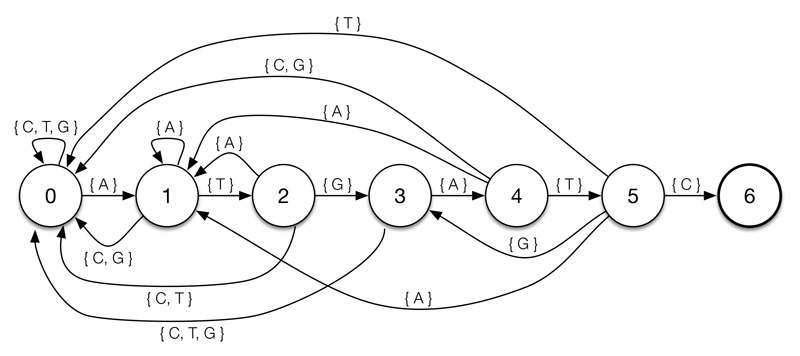 { T }
{ C, G }
{ A }
{ C, T, G }
{ A }
{ A }
0
{ A }
1
{ T }
2
{ G }
3
{ A }
4
{ T }
5
{ C }
6
{ C, G }
{ G }
{ C, T }
{ A }
{ C, T, G }